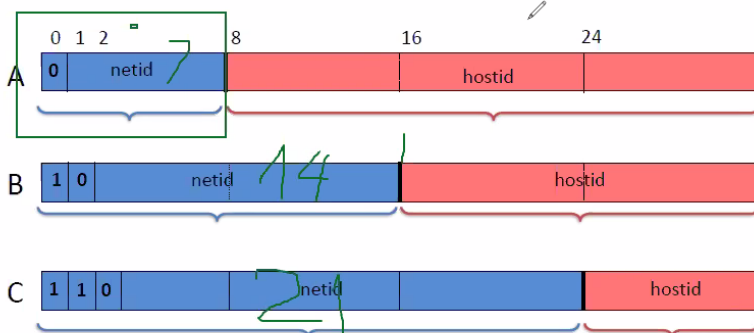 0 1 2 8 16 24
A 0 netid 7 hostid
B 1 0 netid 14 hostid
C 1 1 0 netid 21 hostid